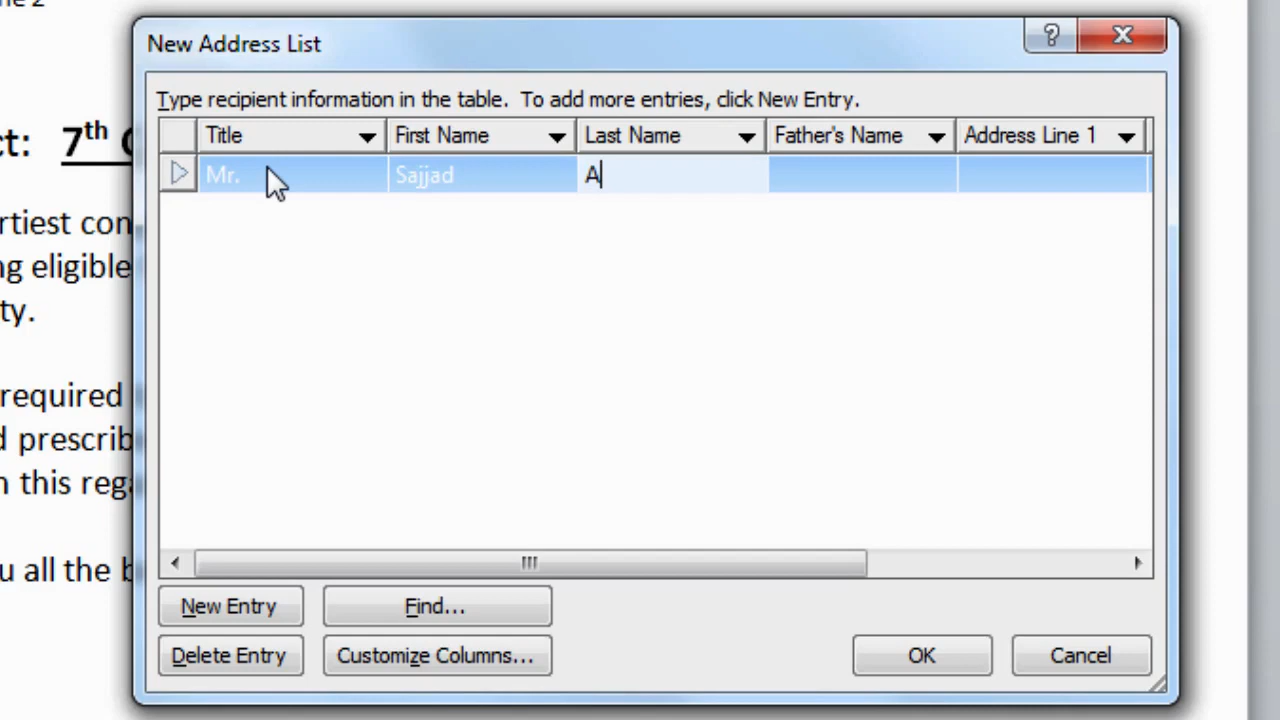 New Address List
Type recipient information in the table. To add more entries, click New Entry.
Title First Name Last Name Father's Name Address Line 1
Mr. Sajjad A
ct: 7th
rtiest con
ng eligible
ty.
required
d prescrib
n this rega
u all the b
New Entry Find...
Delete Entry Customize Columns... OK Cancel